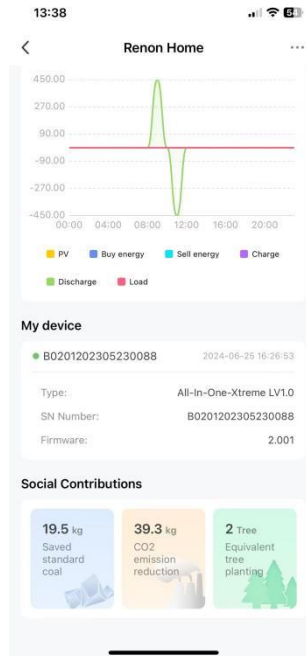 13:38
54
Renon Home
450.00
270.00
90.00
-90.00
-270.00
-450.00
00:00 04:00 08:00 12:00 16:00 20:00
PV Buy energy Sell energy Charge
Discharge Load
My device
B0201202305230088 2024-06-25 16:26:53
Type: All-In-One-Xtreme LV1.0
SN Number: B0201202305230088
Firmware: 2.001
Social Contributions
19.5 kg 39.3 kg 2 Tree
Saved CO2 Equivalent
standard emission tree
coal reduction planting